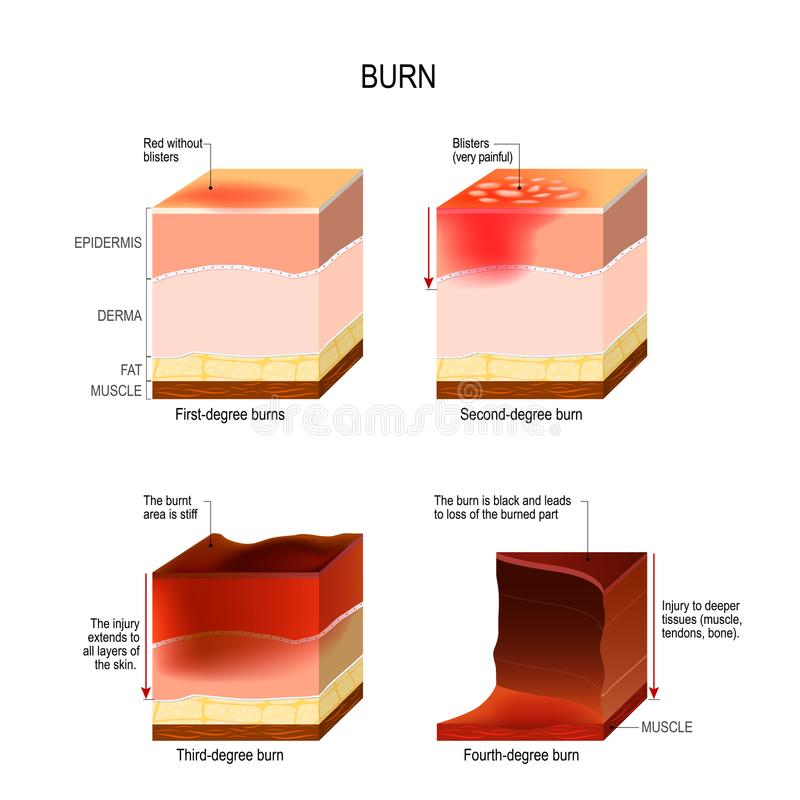 BURN
Red without
blisters
EPIDERMIS
DERMA
FAT
MUSCLE
First-degree burns
Blisters
(very painful)
Second-degree burn
dreamstime
The burnt
area is stiff
The injury
extends to
all layers of
the skin.
Third-degree burn
The burn is black and leads
to loss of the burned part
Injury to deeper
tissues (muscle,
tendons, bone).
MUSCLE
Fourth-degree burn